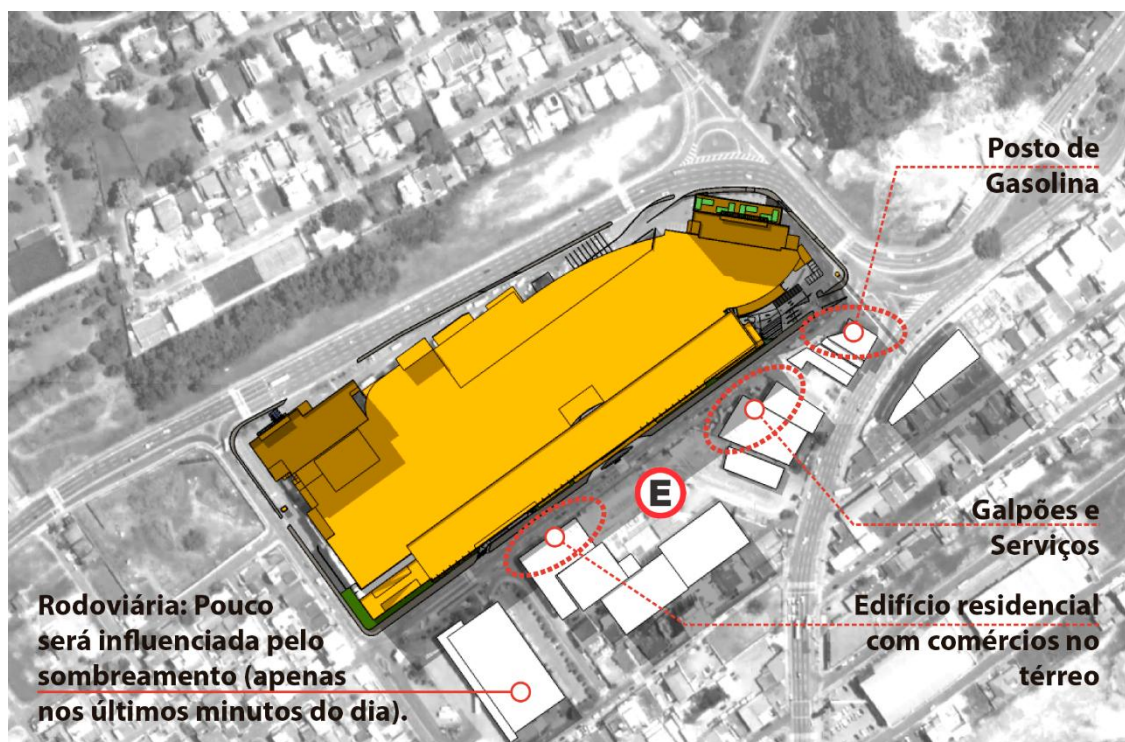 Posto de
Gasolina
E
Galpões e
Serviços
Rodoviária: Pouco
será influenciada pelo
sombreamento (apenas
nos últimos minutos do dia).
Edifício residencial
com comércios no
térreo